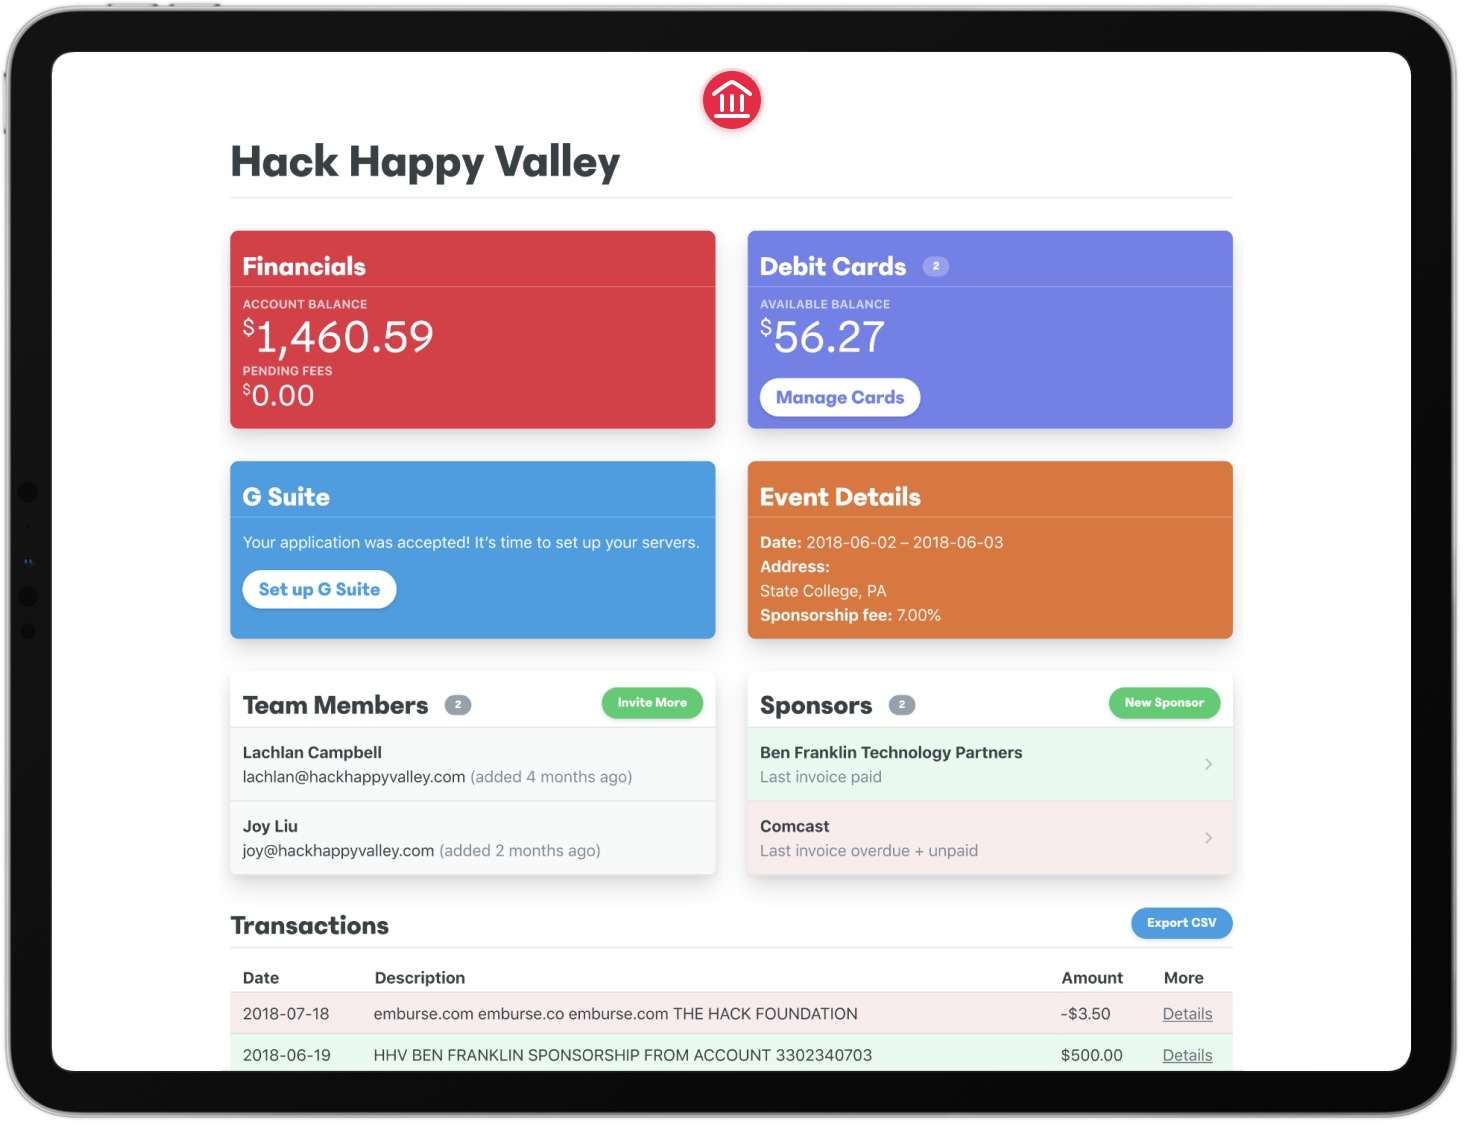 Hack Happy Valley
Financials
ACCOUNT BALANCE
$1,460.59
PENDING FEES
$0.00
Debit Cards 2
AVAILABLE BALANCE
$56.27
Manage Cards
G Suite
Your application was accepted! It's time to set up your servers.
Set up G Suite
Event Details
Date: 2018-06-02 – 2018-06-03
Address:
State College, PA
Sponsorship fee: 7.00%
Team Members 2 Invite More
Lachlan Campbell
lachlan@hackhappyvalley.com (added 4 months ago)
Joy Liu
joy@hackhappyvalley.com (added 2 months ago)
Sponsors 2 New Sponsor
Ben Franklin Technology Partners
Last invoice paid
Comcast
Last invoice overdue + unpaid
Transactions Export CSV
Date Description Amount More
2018-07-18 emburse.com emburse.co emburse.com THE HACK FOUNDATION -$3.50 Details
2018-06-19 HHV BEN FRANKLIN SPONSORSHIP FROM ACCOUNT 3302340703 $500.00 Details